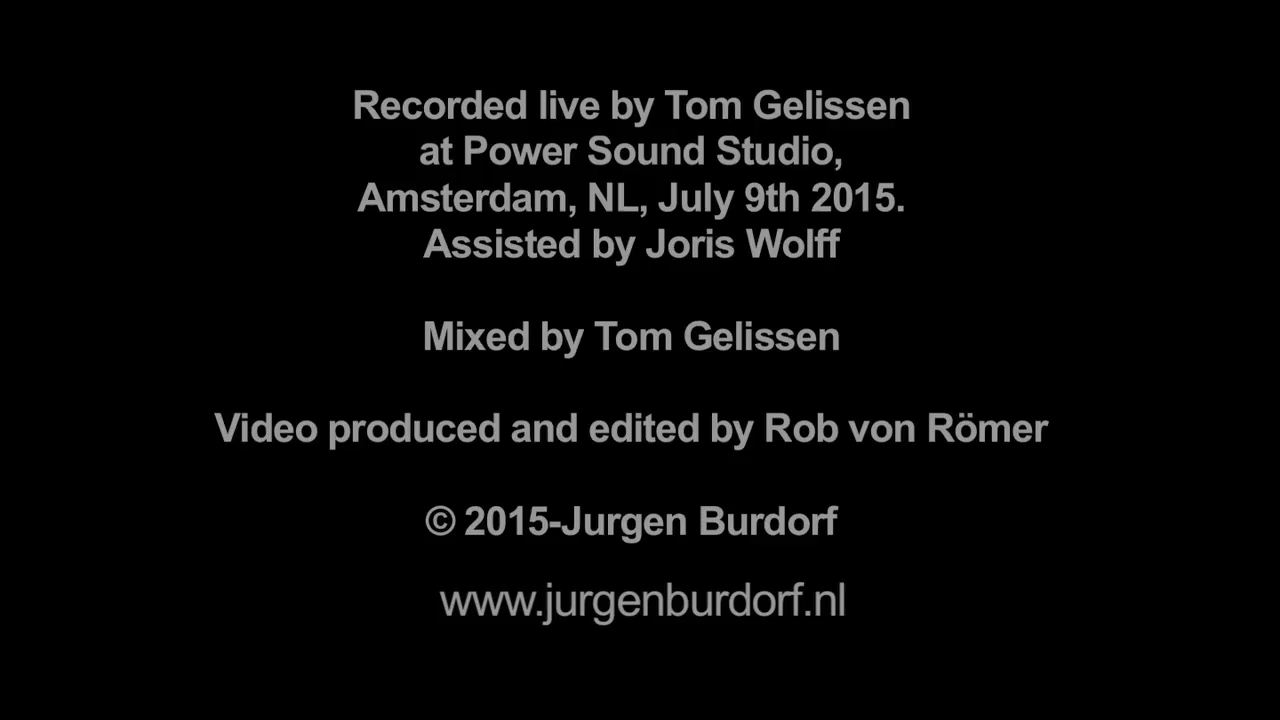 Recorded live by Tom Gelissen
at Power Sound Studio,
Amsterdam, NL, July 9th 2015.
Assisted by Joris Wolff
Mixed by Tom Gelissen
Video produced and edited by Rob von Römer
© 2015-Jurgen Burdorf
www.jurgenburdorf.nl